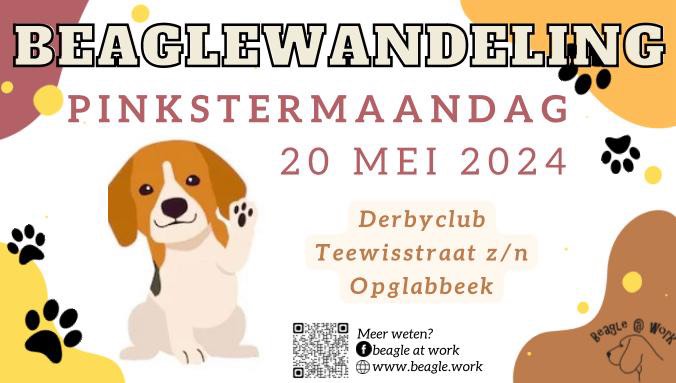 BEAGLEWANDELING
PINKSTERMAANDAG
20 MEI 2024
Derbyclub
Teewisstraat z/n
Opglabbeek
Meer weten?
beagle at work
www.beagle.work
Beagle @ Work